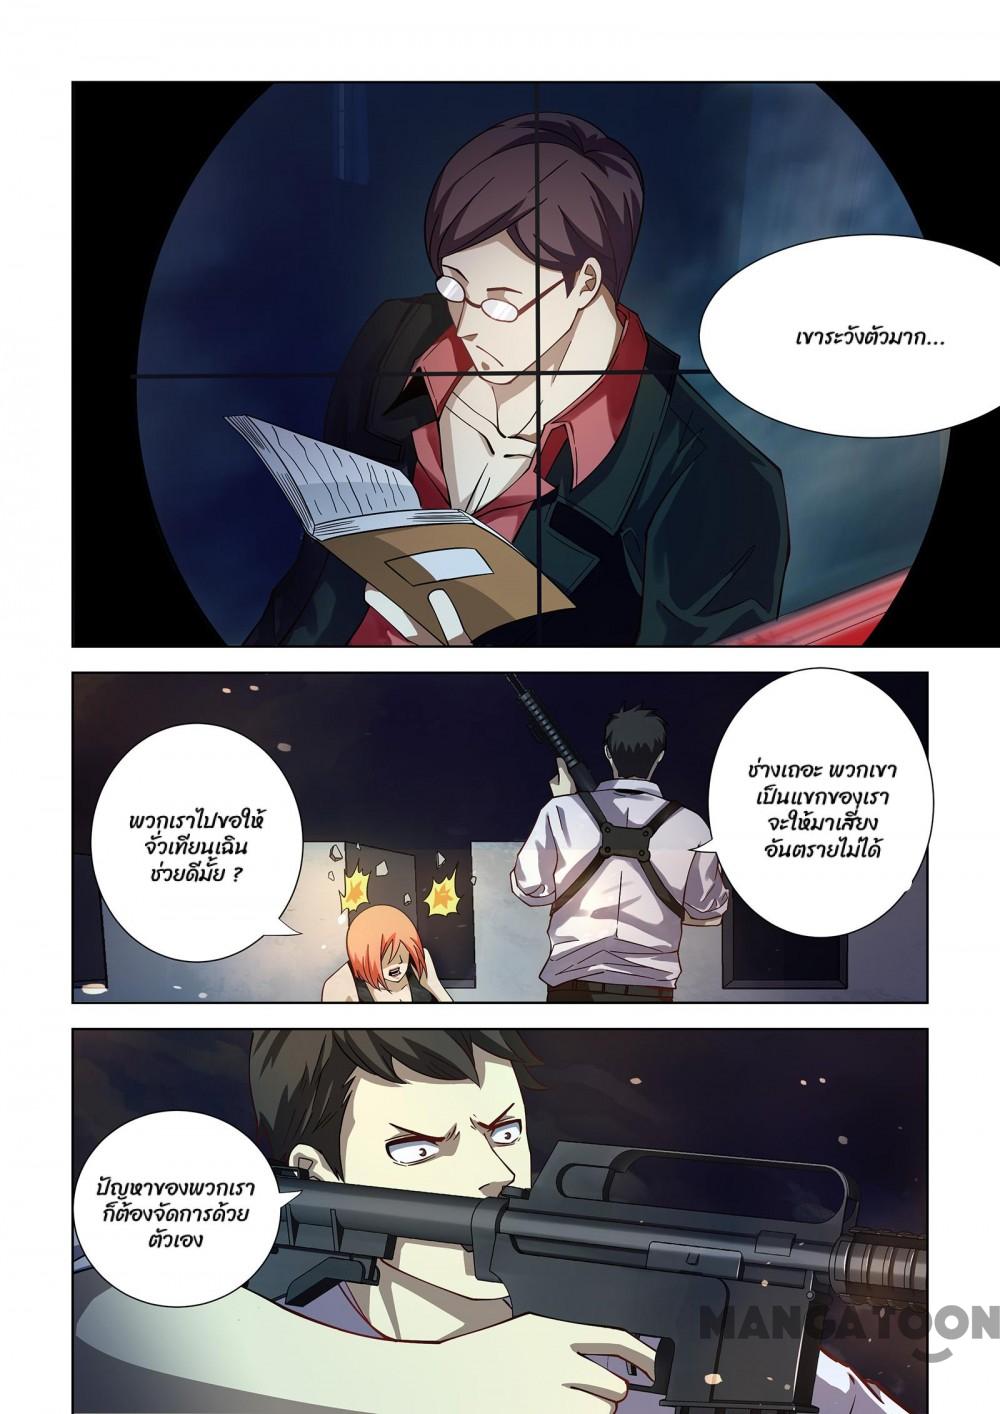 เขาระวังตัวมาก...
พวกเราไปขอให้
จั่วเทียนเฉิน
ช่วยดีมั้ย ?
ช่างเถอะ พวกเขา
เป็นแขกของเรา
จะให้มาเสี่ยง
อันตรายไม่ได้
ปัญหาของพวกเรา
ก็ต้องจัดการด้วย
ตัวเอง
MANGATOON